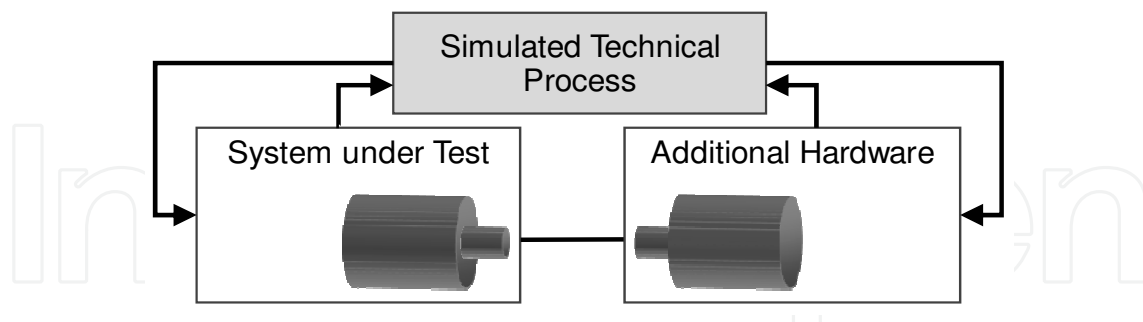 Simulated Technical
Process
System under Test
Additional Hardware